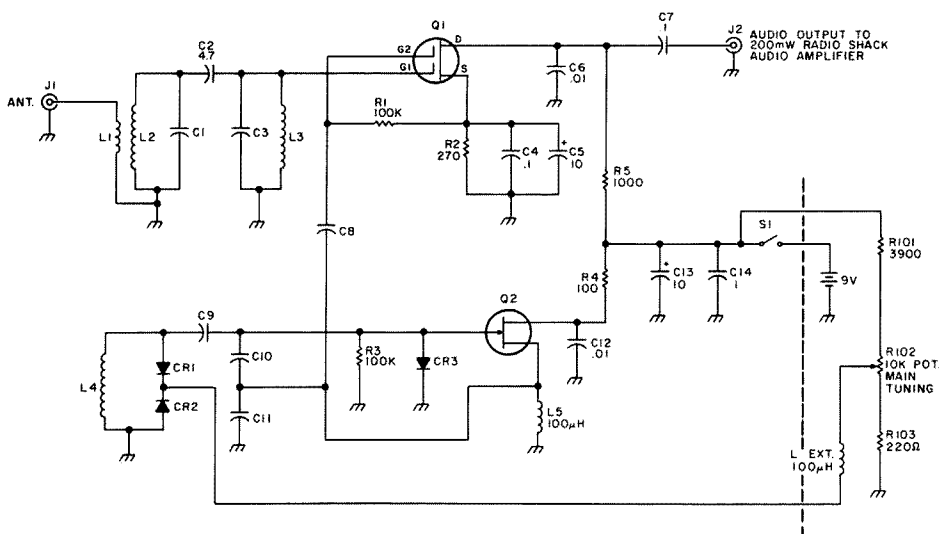 Q1
C7
1
J2
AUDIO OUTPUT TO
200mW RADIO SHACK
AUDIO AMPLIFIER
D
G2
G1
S
C2
4.7
C6
.01
J1
ANT.
L1
L2
C1
C3
L3
R1
100K
R2
270
C4
.1
C5
+
10
R5
1000
C8
S1
R101
3900
R4
100
+
C13
10
C14
.1
9V
Q2
C9
C12
.01
R102
10K POT.
MAIN
TUNING
CR1
C10
R3
100K
CR3
L4
CR2
C11
L5
100µH
L EXT.
100µH
R103
220Ω